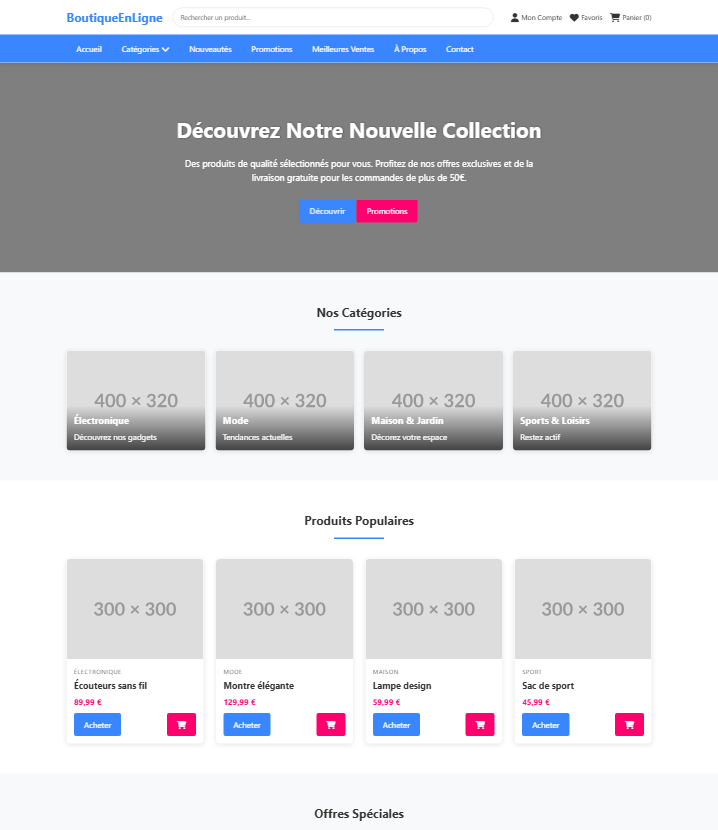 BoutiqueEnLigne
Rechercher un produit...
Mon Compte Favoris Panier (0)
Accueil Catégories Nouveautés Promotions Meilleures Ventes À Propos Contact
Découvrez Notre Nouvelle Collection
Des produits de qualité sélectionnés pour vous. Profitez de nos offres exclusives et de la
livraison gratuite pour les commandes de plus de 50€.
Découvrir Promotions
Nos Catégories
400 × 320 400 × 320 400 × 320 400 × 320
Électronique Mode Maison & Jardin Sports & Loisirs
Découvrez nos gadgets Tendances actuelles Décorez votre espace Restez actif
Produits Populaires
300 × 300 300 × 300 300 × 300 300 × 300
ÉLECTRONIQUE MODE MAISON SPORT
Écouteurs sans fil Montre élégante Lampe design Sac de sport
89,99 € 129,99 € 59,99 € 45,99 €
Acheter Acheter Acheter Acheter
Offres Spéciales